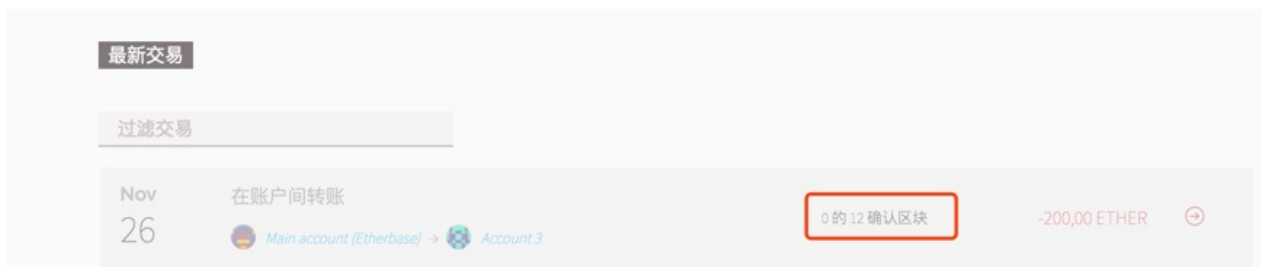 最新交易
过滤交易
Nov
26
在账户间转账
Main account (Etherbase) → Account 3
0 的 12 确认区块
-200,00 ETHER